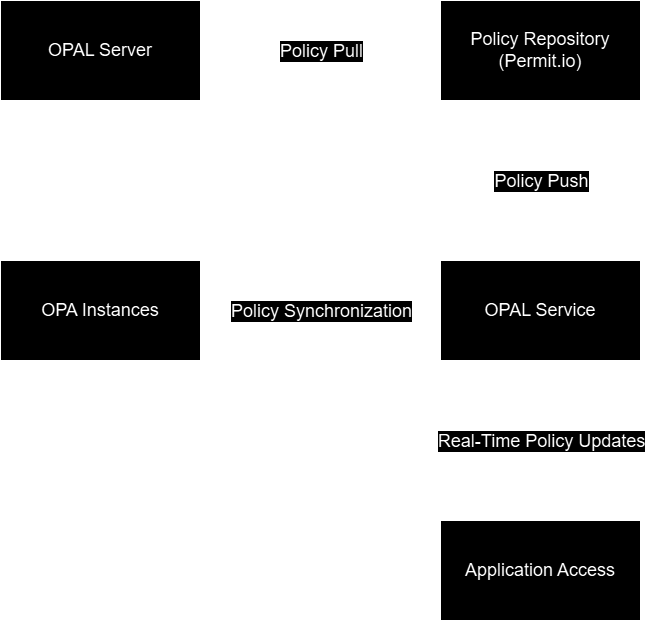 OPAL Server
Policy Pull
Policy Repository
(Permit.io)
Policy Push
OPA Instances
Policy Synchronization
OPAL Service
Real-Time Policy Updates
Application Access